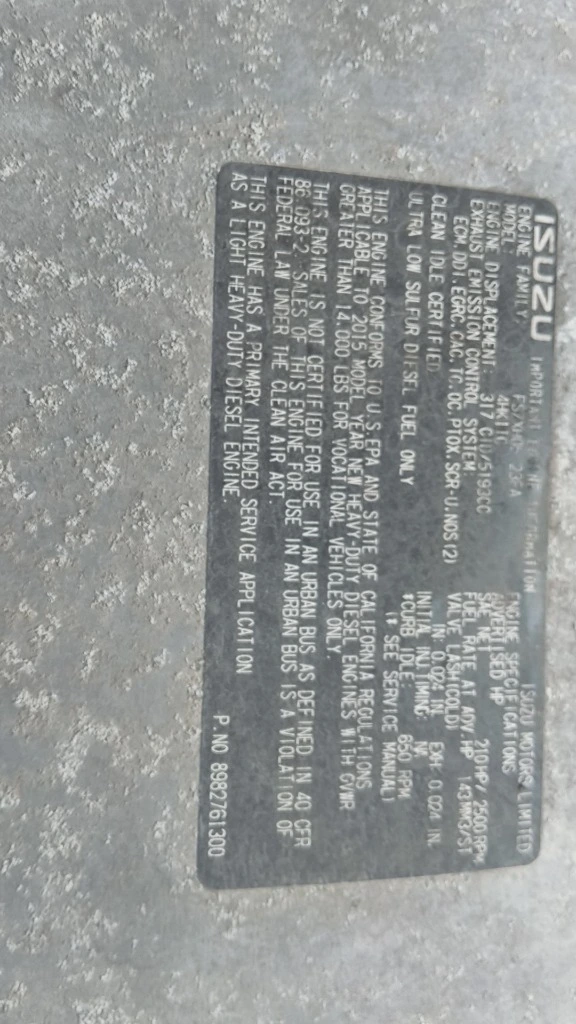 ISUZU IMPORTANT ENGINE INFORMATION ISUZU MOTORS LIMITED
ENGINE FAMILY: ENGINE SPECIFICATIONS
MODEL: 4HK1TC ADVERTISED HP
ENGINE DISPLACEMENT: 317 CID/5193CC SAE NET 210HP/2500RPM
EXHAUST EMISSION CONTROL SYSTEM: FUEL RATE AT ADV.HP 143MM3/ST
ECM,DDI,EGRC,CAC,TC,OC,PTOX,SCR-U,NOS(2) VALVE LASH(COLD)
IN 0.024 IN. EXH 0.024 IN.
CLEAN IDLE CERTIFIED INITIAL INJ TIMING: NA
ULTRA LOW SULFUR DIESEL FUEL ONLY *CURB IDLE: 650 RPM
(* SEE SERVICE MANUAL)
THIS ENGINE CONFORMS TO U.S.EPA AND STATE OF CALIFORNIA REGULATIONS
APPLICABLE TO 2015 MODEL YEAR NEW HEAVY-DUTY DIESEL ENGINES WITH GVWR
GREATER THAN 14,000 LBS FOR VOCATIONAL VEHICLES ONLY
THIS ENGINE IS NOT CERTIFIED FOR USE IN AN URBAN BUS AS DEFINED IN 40 CFR
86.093-2. SALES OF THIS ENGINE FOR USE IN AN URBAN BUS IS A VIOLATION OF
FEDERAL LAW UNDER THE CLEAN AIR ACT.
THIS ENGINE HAS A PRIMARY INTENDED SERVICE APPLICATION
AS A LIGHT HEAVY-DUTY DIESEL ENGINE.
P.NO 8982761300